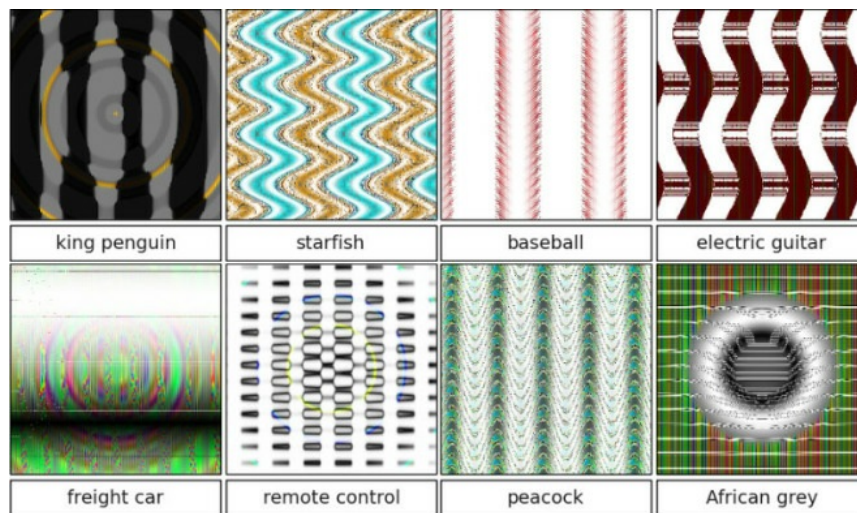 king penguin
starfish
baseball
electric guitar
freight car
remote control
peacock
African grey